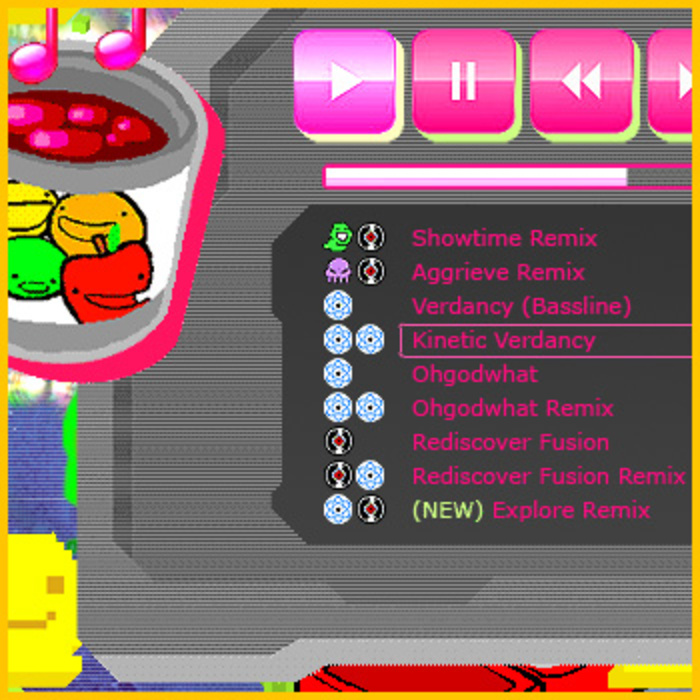 Showtime Remix
Aggrieve Remix
Verdancy (Bassline)
Kinetic Verdancy
Ohgodwhat
Ohgodwhat Remix
Rediscover Fusion
Rediscover Fusion Remix
(NEW) Explore Remix